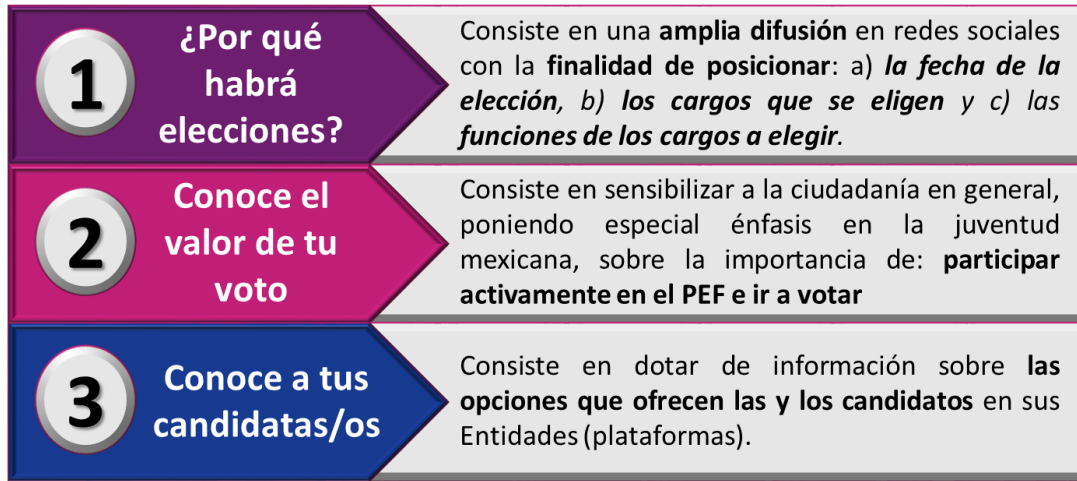 1
¿Por qué
habrá
elecciones?
Consiste en una amplia difusión en redes sociales
con la finalidad de posicionar: a) la fecha de la
elección, b) los cargos que se eligen y c) las
funciones de los cargos a elegir.
2
Conoce el
valor de tu
voto
Consiste en sensibilizar a la ciudadanía en general,
poniendo especial énfasis en la juventud
mexicana, sobre la importancia de: participar
activamente en el PEF e ir a votar
3
Conoce a tus
candidatas/os
Consiste en dotar de información sobre las
opciones que ofrecen las y los candidatos en sus
Entidades (plataformas).